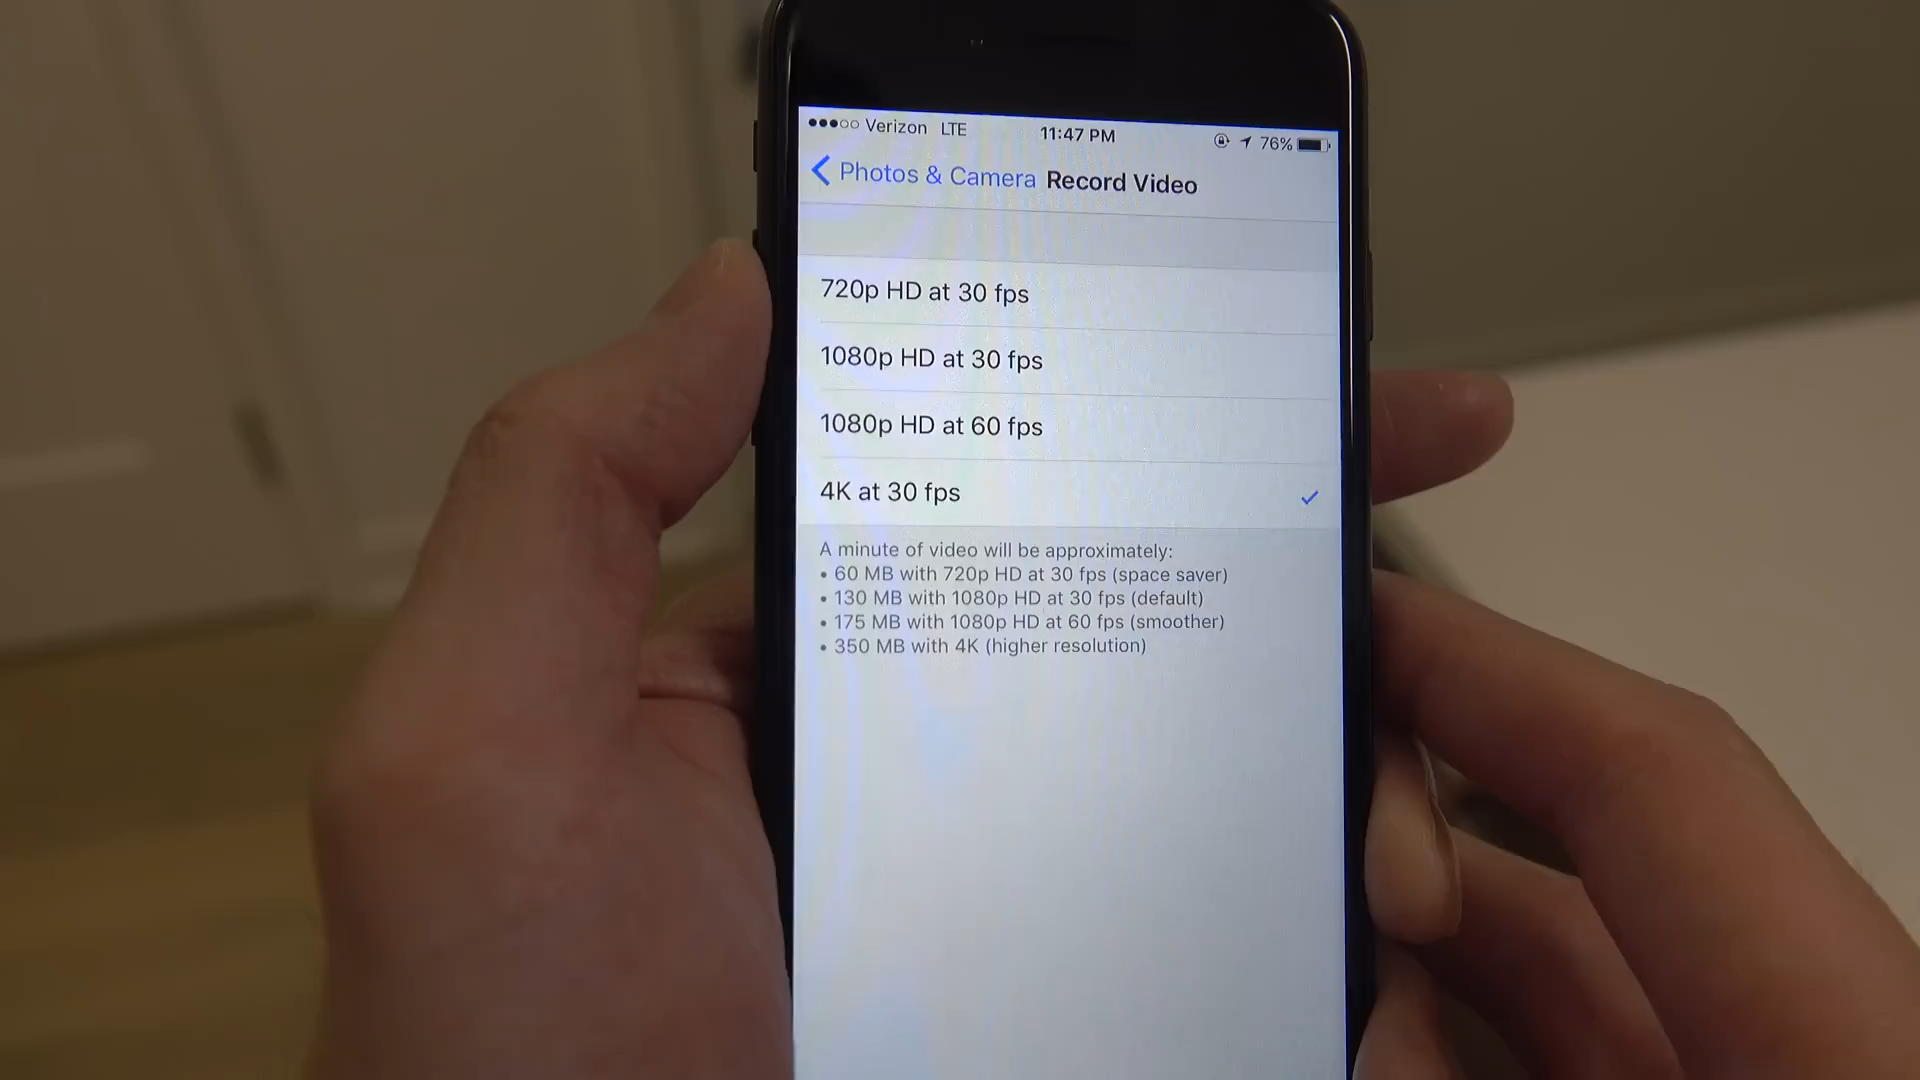 ●●●○○ Verizon LTE 11:47 PM 76%
Photos & Camera Record Video
720p HD at 30 fps
1080p HD at 30 fps
1080p HD at 60 fps
4K at 30 fps
A minute of video will be approximately:
• 60 MB with 720p HD at 30 fps (space saver)
• 130 MB with 1080p HD at 30 fps (default)
• 175 MB with 1080p HD at 60 fps (smoother)
• 350 MB with 4K (higher resolution)